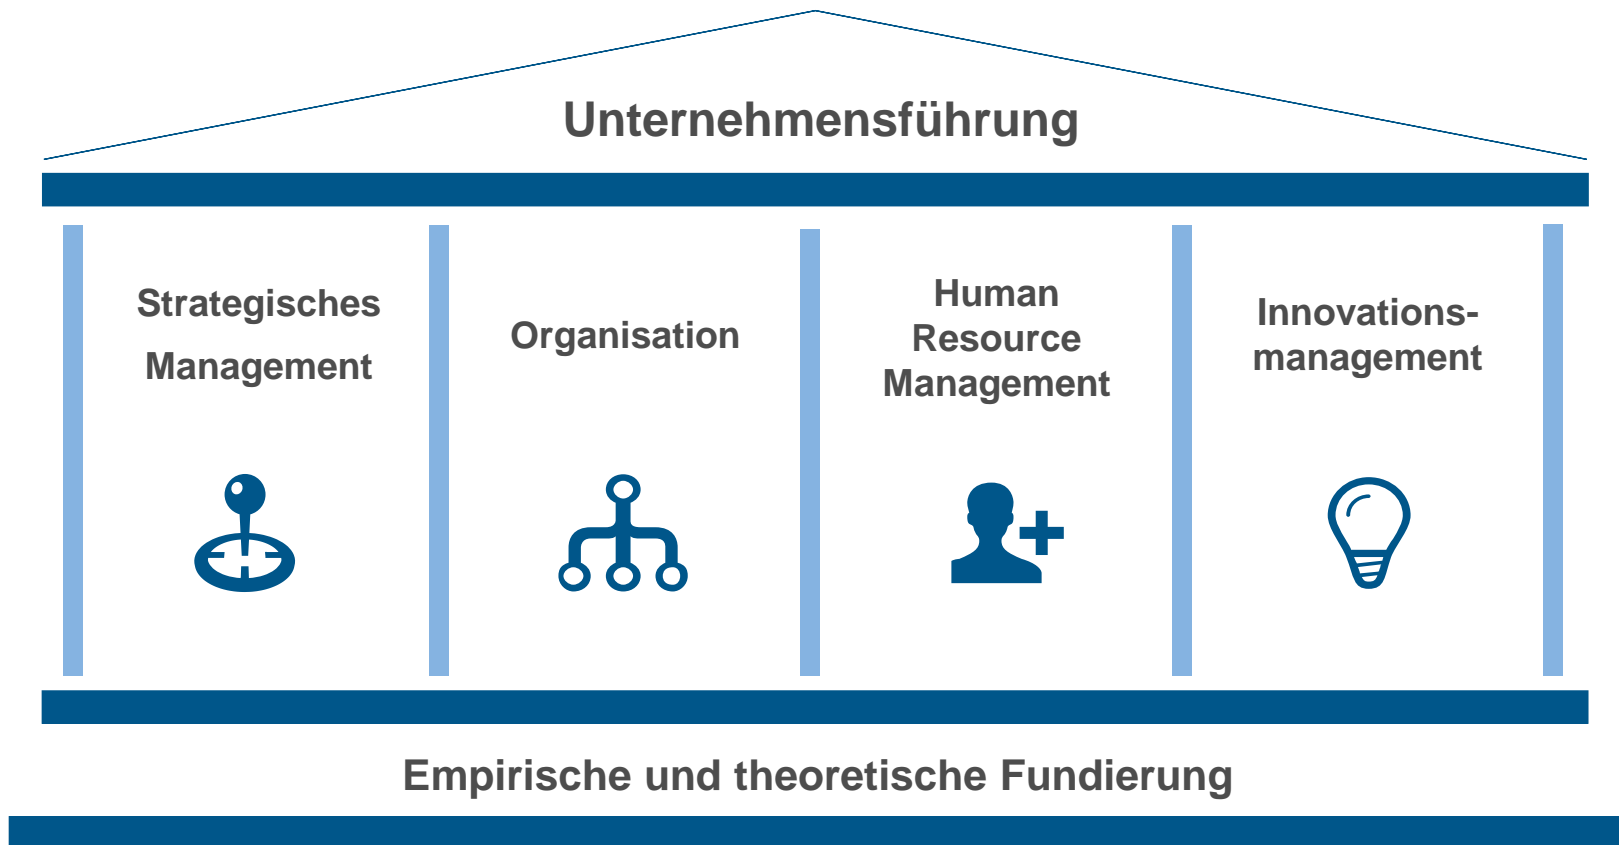 Unternehmensführung
Strategisches
Management
Organisation
Human
Resource
Management
Innovations-
management
Empirische und theoretische Fundierung